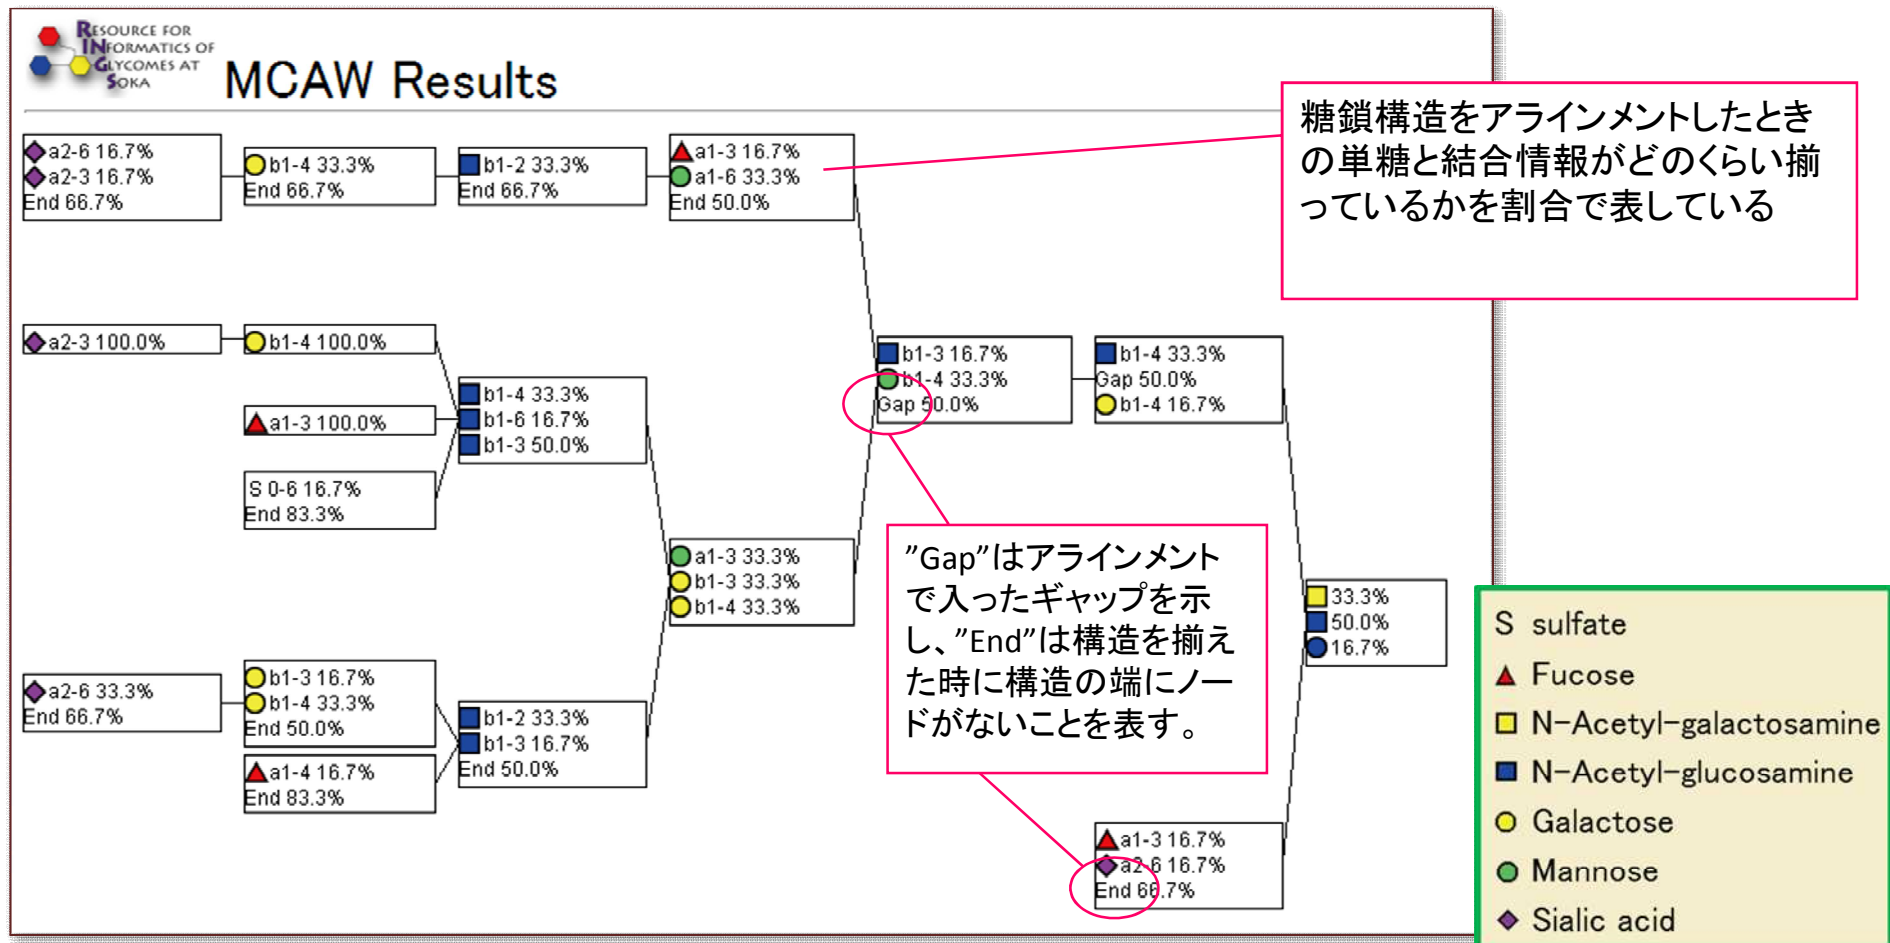 RESOURCE FOR
INFORMATICS OF
GLYCOMES AT
SOKA
MCAW Results
糖鎖構造をアラインメントしたとき
の単糖と結合情報がどのくらい揃
っているかを割合で表している
a2-6 16.7%
a2-3 16.7%
End 66.7%
b1-4 33.3%
End 66.7%
b1-2 33.3%
End 66.7%
a1-3 16.7%
a1-6 33.3%
End 50.0%
a2-3 100.0%
b1-4 100.0%
a1-3 100.0%
S 0-6 16.7%
End 83.3%
b1-4 33.3%
b1-6 16.7%
b1-3 50.0%
b1-3 16.7%
b1-4 33.3%
Gap 50.0%
b1-4 33.3%
Gap 50.0%
b1-4 16.7%
a1-3 33.3%
b1-3 33.3%
b1-4 33.3%
”Gap”はアラインメント
で入ったギャップを示
し、”End”は構造を揃え
た時に構造の端にノー
ドがないことを表す。
33.3%
50.0%
16.7%
a2-6 33.3%
End 66.7%
b1-3 16.7%
b1-4 33.3%
End 50.0%
a1-4 16.7%
End 83.3%
b1-2 33.3%
b1-3 16.7%
End 50.0%
a1-3 16.7%
a2-6 16.7%
End 66.7%
S sulfate
Fucose
N-Acetyl-galactosamine
N-Acetyl-glucosamine
Galactose
Mannose
Sialic acid